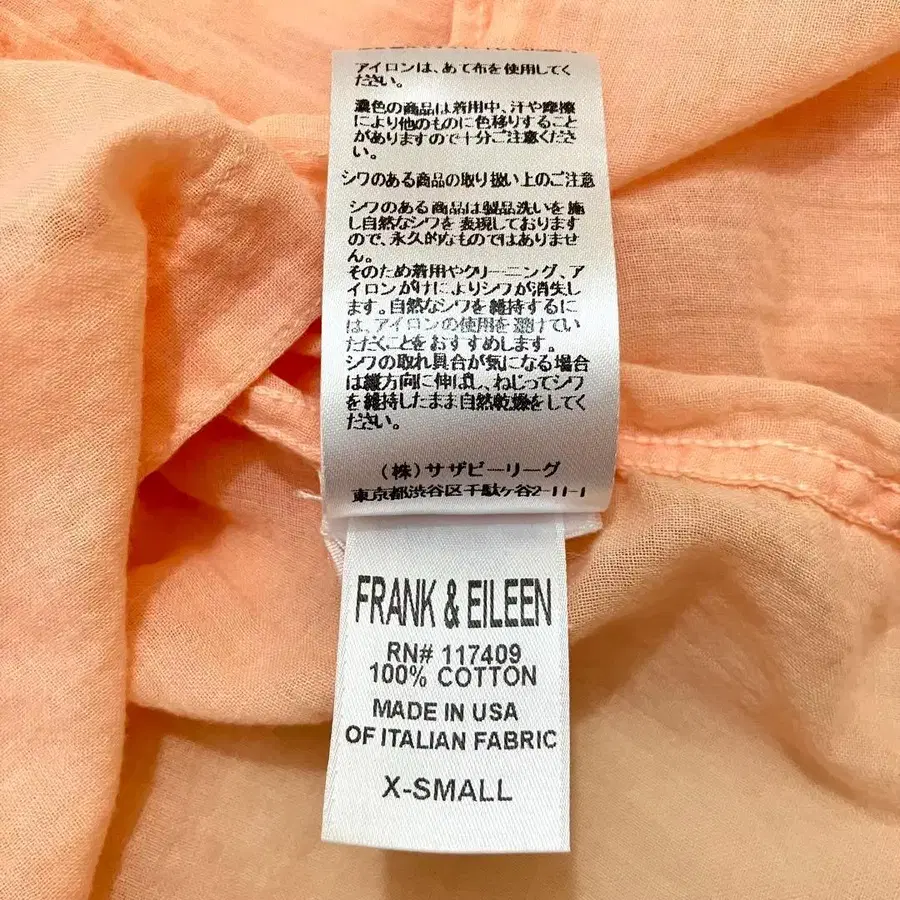 アイロンは、あて布を使用してく
ださい。
濃色の商品は着用中、汗や摩擦
により他のものに色移りすること
がありますので十分ご注意くださ
い。
シワのある商品の取り扱い上のご注意
シワのある商品は製品洗いを施
し自然なシワを表現しております
ので、永久的なものではありませ
ん。
そのため着用やクリーニング、ア
イロンがけによりシワが消失し
ます。自然なシワを維持するに
は、アイロンの使用を避けてい
ただくことをおすすめします。
シワの取れ具合が気になる場合
は縦方向に伸ばし、ねじってシワ
を維持したまま自然乾燥をしてく
ださい。
(株)サザビーリーグ
東京都渋谷区千駄ヶ谷2-11-1
FRANK & EILEEN
RN# 117409
100% COTTON
MADE IN USA
OF ITALIAN FABRIC
X-SMALL